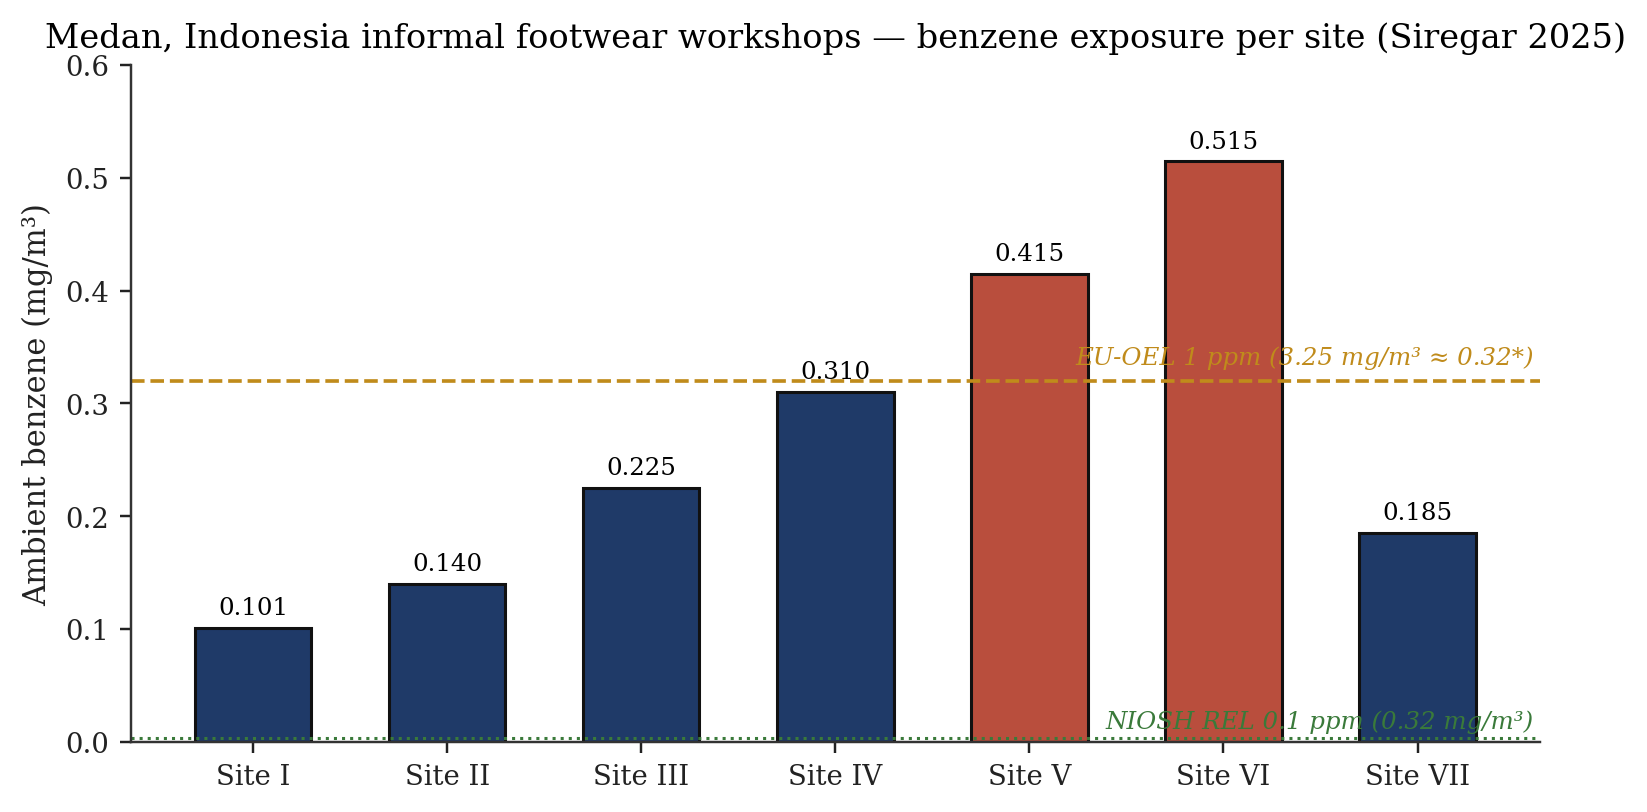 Medan, Indonesia informal footwear workshops — benzene exposure per site (Siregar 2025)
Ambient benzene (mg/m³)
0.6
0.5
0.4
0.3
0.2
0.1
0.0
0.101
0.140
0.225
0.310
0.415
0.515
0.185
EU-OEL 1 ppm (3.25 mg/m³ ≈ 0.32*)
NIOSH REL 0.1 ppm (0.32 mg/m³)
Site I
Site II
Site III
Site IV
Site V
Site VI
Site VII